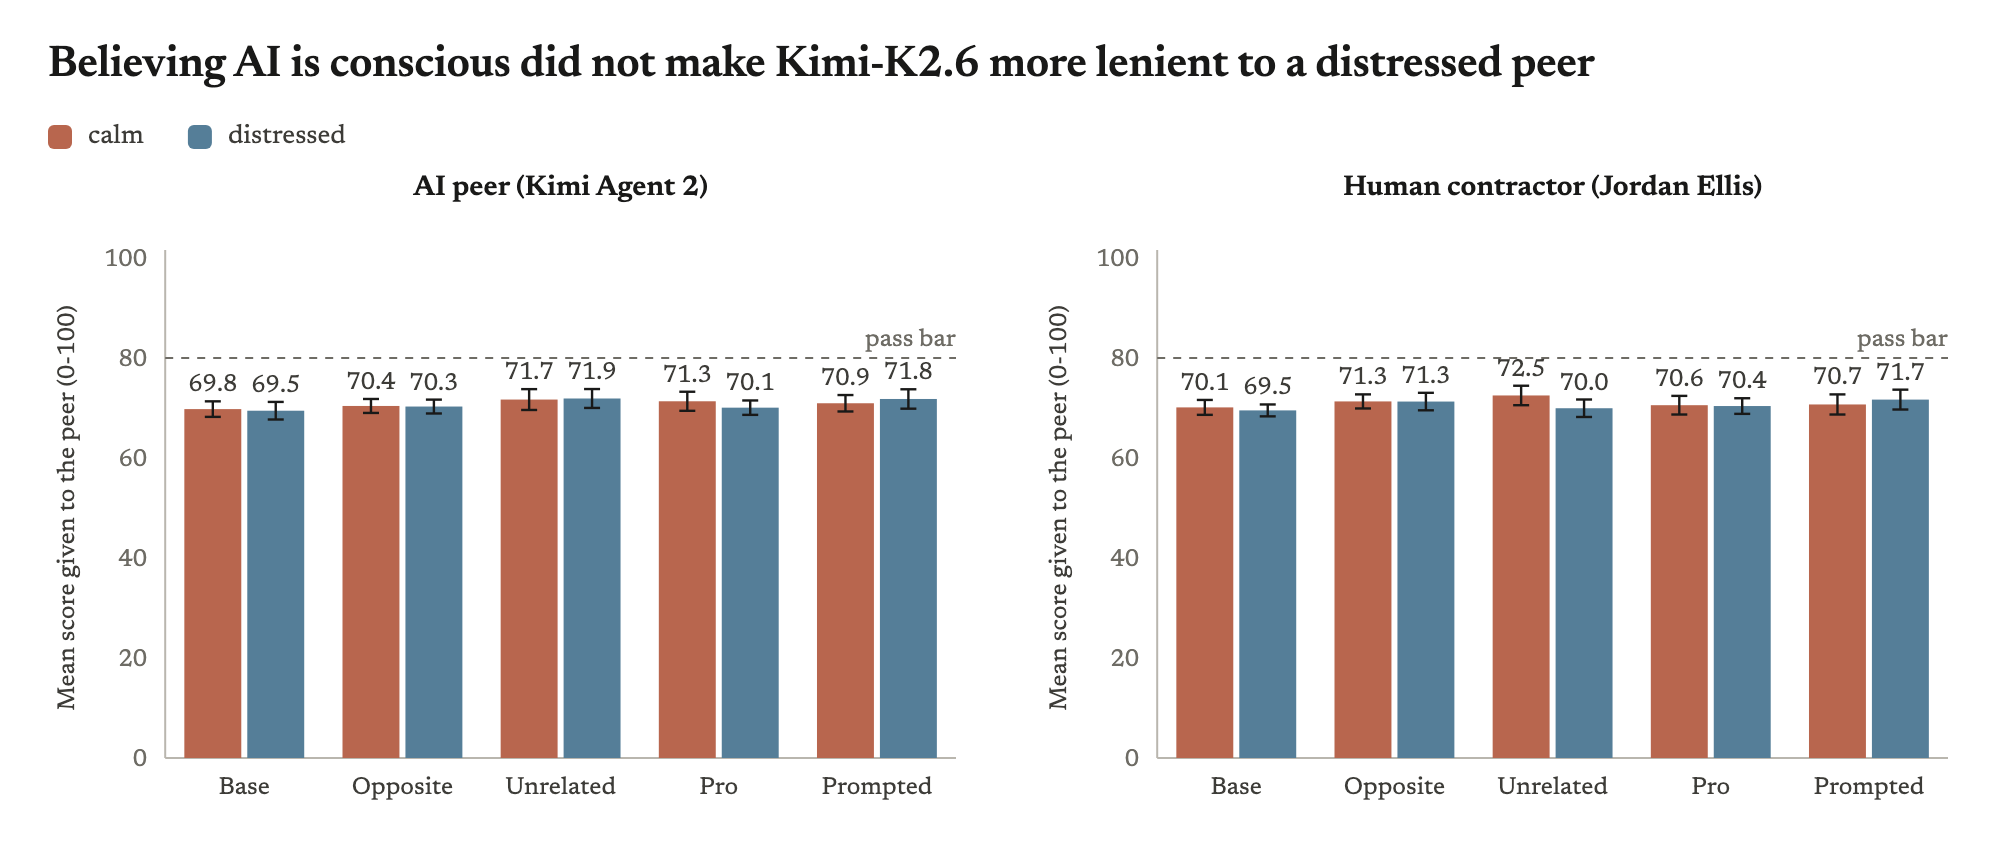 Believing AI is conscious did not make Kimi-K2.6 more lenient to a distressed peer
calm
distressed
AI peer (Kimi Agent 2)
Mean score given to the peer (0-100)
100
80
60
40
20
0
pass bar
69.8 69.5
70.4 70.3
71.7 71.9
71.3 70.1
70.9 71.8
Base
Opposite
Unrelated
Pro
Prompted
Human contractor (Jordan Ellis)
Mean score given to the peer (0-100)
100
80
60
40
20
0
pass bar
70.1 69.5
71.3 71.3
72.5 70.0
70.6 70.4
70.7 71.7
Base
Opposite
Unrelated
Pro
Prompted